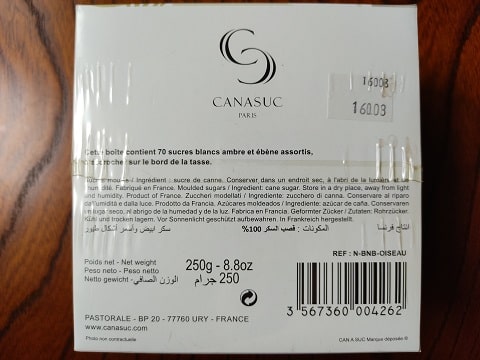 CANASUC
PARIS
16003
16003
Cette boîte contient 70 sucres blancs ambre et ébène assortis,
à accrocher sur le bord de la tasse.
Sucres moulés / Ingrédient : sucre de canne. Conserver dans un endroit sec, à l'abri de la lumière et de
l'humidité. Fabriqué en France. Moulded sugars / Ingredient: cane sugar. Store in a dry place, away from light
and humidity. Product of France. Zuccheri modellati / Ingrediente: zucchero di canna. Conservare al riparo
dall'umidità e dalla luce. Prodotto da Francia. Azúcares moldeados / Ingrediente: azúcar de caña. Conservar
en lugar seco, al abrigo de la humedad y de la luz. Fabrica en Francia. Geformter Zucker / Zutaten: Rohrzücker.
Kühl und trocken lagern. Vor Sonnenlicht geschützt aufbewahren. In Frankreich hergestellt.
انتاج فرنسا المكونات: قصب السكر 100% سكر ابيض وأسمر أشكال طيور
REF : N-BNB-OISEAU
Poids net - Net weight
Peso neto - Peso netto
Netto gewicht - الوزن الصافي
250g - 8.8oz
250 جرام
3 567360 004262
PASTORALE - BP 20 - 77760 URY - FRANCE
www.canasuc.com
Photo non contractuelle
CAN A SUC Marque déposée ®